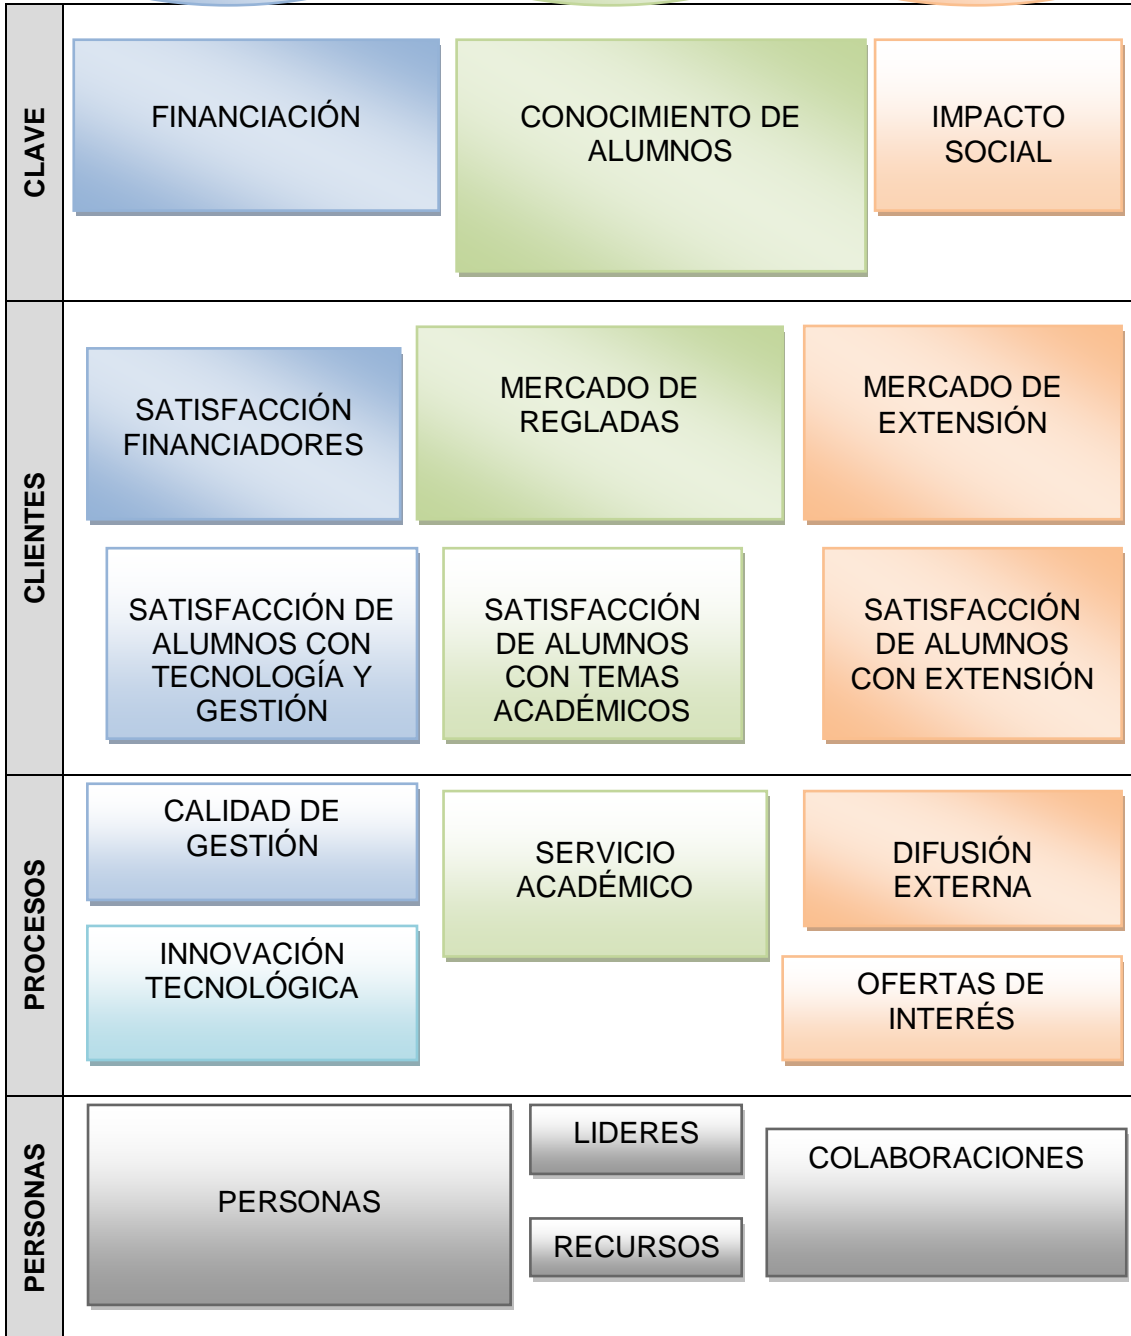 CLAVE
FINANCIACIÓN
CONOCIMIENTO DE
ALUMNOS
IMPACTO
SOCIAL
CLIENTES
SATISFACCIÓN
FINANCIADORES
MERCADO DE
REGLADAS
MERCADO DE
EXTENSIÓN
SATISFACCIÓN DE
ALUMNOS CON
TECNOLOGÍA Y
GESTIÓN
SATISFACCIÓN
DE ALUMNOS
CON TEMAS
ACADÉMICOS
SATISFACCIÓN
DE ALUMNOS
CON EXTENSIÓN
PROCESOS
CALIDAD DE
GESTIÓN
SERVICIO
ACADÉMICO
DIFUSIÓN
EXTERNA
INNOVACIÓN
TECNOLÓGICA
OFERTAS DE
INTERÉS
PERSONAS
PERSONAS
LIDERES
RECURSOS
COLABORACIONES